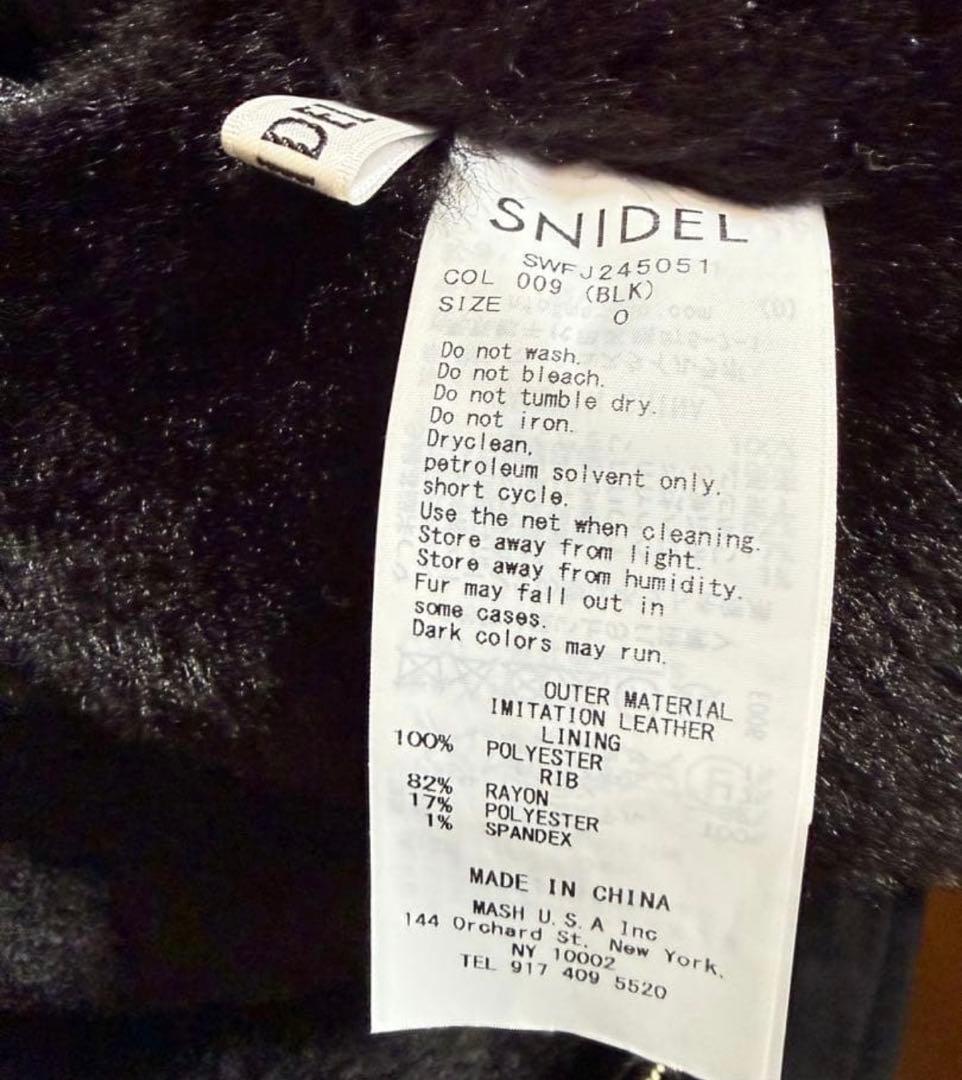 DEL
SNIDEL
SWFJ245051
COL 009 (BLK)
SIZE 0
Do not wash.
Do not bleach.
Do not tumble dry.
Do not iron.
Dryclean,
petroleum solvent only.
short cycle.
Use the net when cleaning.
Store away from light.
Store away from humidity.
Fur may fall out in
some cases.
Dark colors may run.
OUTER MATERIAL
IMITATION LEATHER
LINING
100% POLYESTER
RIB
82% RAYON
17% POLYESTER
1% SPANDEX
MADE IN CHINA
MASH U.S.A Inc
144 Orchard St. New York,
NY 10002
TEL 917 409 5520